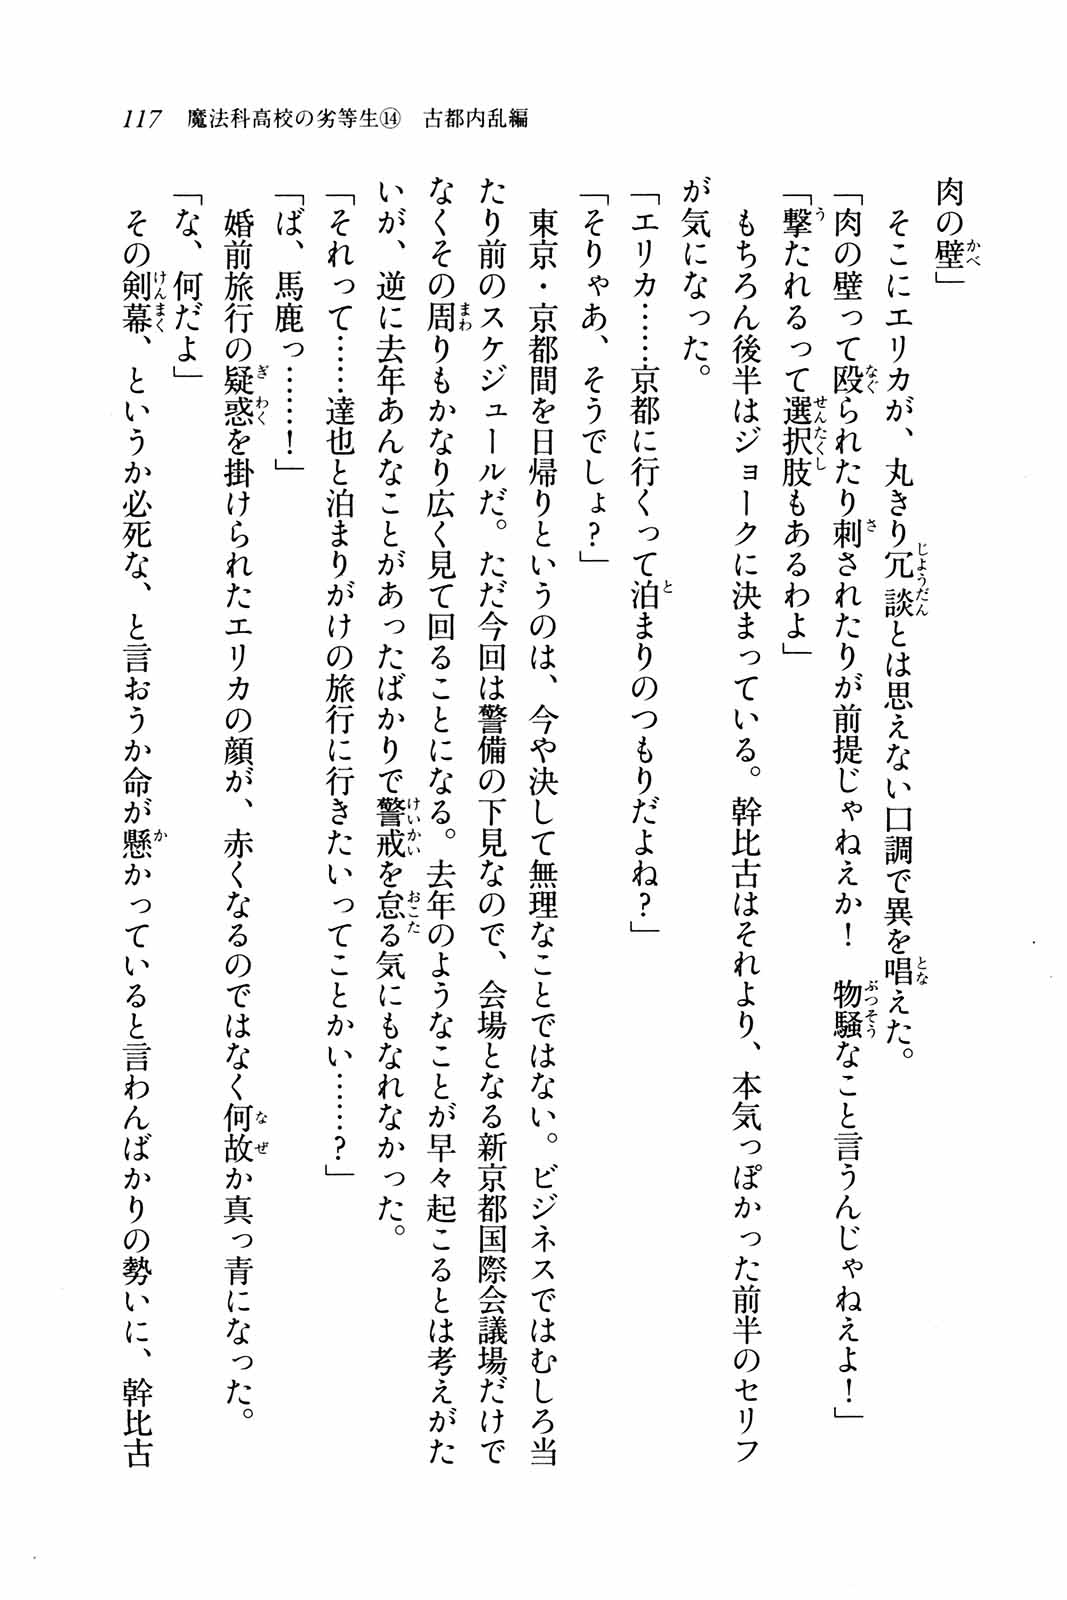 117　魔法科高校の劣等生⑭　古都内乱編
肉の壁」
　そこにエリカが、丸きり冗談とは思えない口調で異を唱えた。
「肉の壁って殴られたり刺されたりが前提じゃねえか！　物騒なこと言うんじゃねえよ！」
「撃たれるって選択肢もあるわよ」
　もちろん後半はジョークに決まっている。幹比古はそれより、本気っぽかった前半のセリフ
が気になった。
「エリカ……京都に行くって泊まりのつもりだよね？」
「そりゃあ、そうでしょ？」
　東京・京都間を日帰りというのは、今や決して無理なことではない。ビジネスではむしろ当
たり前のスケジュールだ。ただ今回は警備の下見なので、会場となる新京都国際会議場だけで
なくその周りもかなり広く見て回ることになる。去年のようなことが早々起こるとは考えがた
いが、逆に去年あんなことがあったばかりで警戒を怠る気にもなれなかった。
「それって……達也と泊まりがけの旅行に行きたいってことかい……？」
「ば、馬鹿っ……！」
　婚前旅行の疑惑を掛けられたエリカの顔が、赤くなるのではなく何故か真っ青になった。
「な、何だよ」
　その剣幕、というか必死な、と言おうか命が懸かっていると言わんばかりの勢いに、幹比古